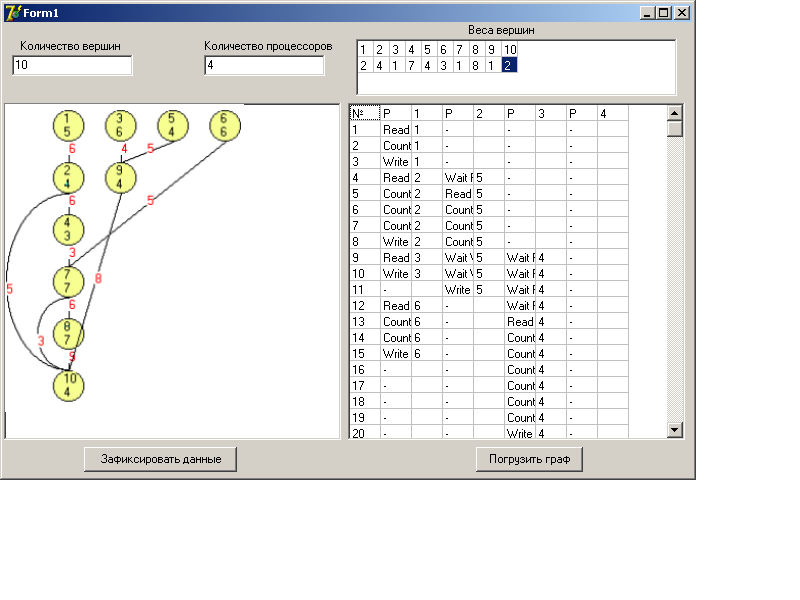 Form1
Количество вершин
10
Количество процессоров
4
Веса вершин
1 2 3 4 5 6 7 8 9 10
2 4 1 7 4 3 1 8 1 2
1 3 5 6
5 6 4 6
6 4 5
2 9
4 4
6 5
4
3
3 8
7
7
5 6
8
7
3 9
10
4
№ P 1 P 2 P 3 P 4
1 Read 1 - - -
2 Count 1 - - -
3 Write 1 - - -
4 Read 2 Wait 5 - -
5 Count 2 Read 5 - -
6 Count 2 Count 5 - -
7 Count 2 Count 5 - -
8 Write 2 Count 5 - -
9 Read 3 Wait 5 Wait 4 -
10 Write 3 Wait 5 Wait 4 -
11 - Write 5 Wait 4 -
12 Read 6 - Wait 4 -
13 Count 6 - Read 4 -
14 Count 6 - Count 4 -
15 Write 6 - Count 4 -
16 - - Count 4 -
17 - - Count 4 -
18 - - Count 4 -
19 - - Count 4 -
20 - - Write 4 -
Зафиксировать данные
Погрузить граф